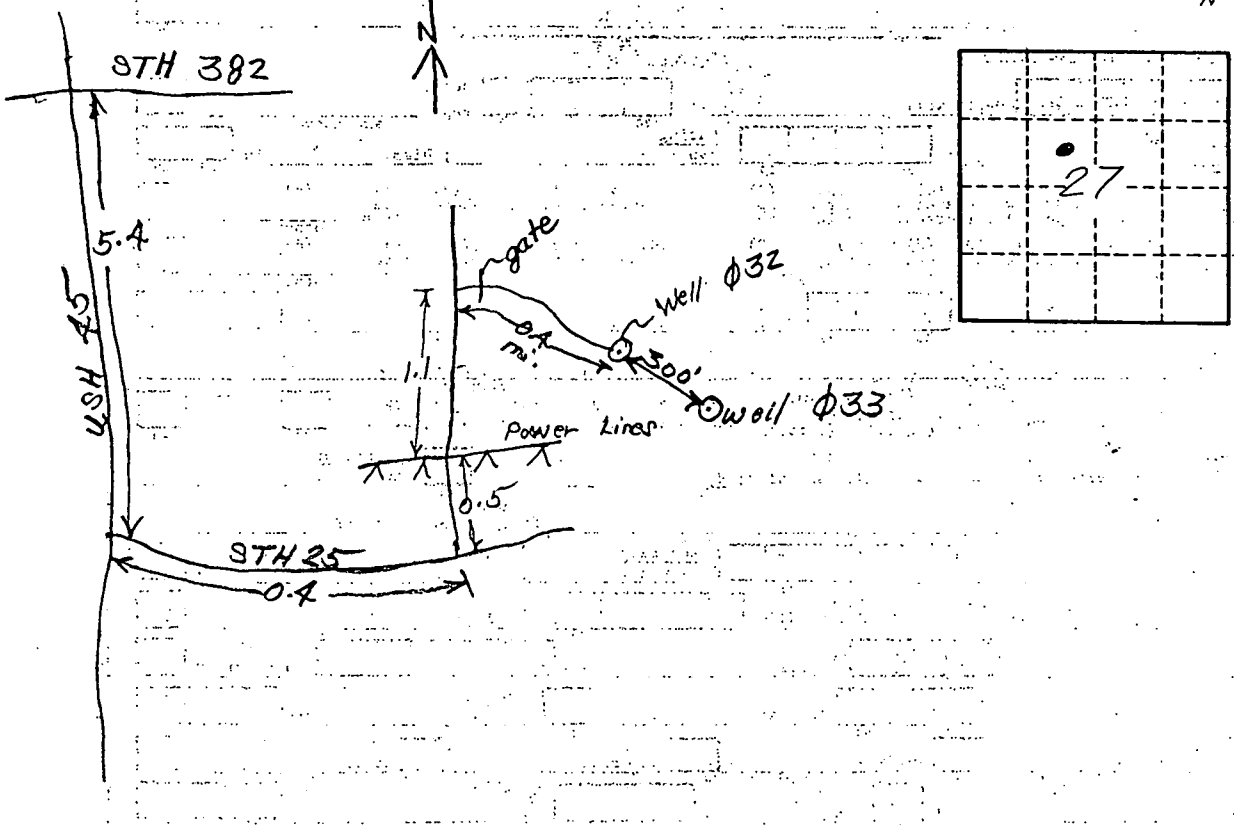 N
N
STH 382
5.4
USH 45
gate
Well φ32
0.4
mi.
300'
1.1
Well φ33
Power Lines
0.5
STH 25
0.4
27